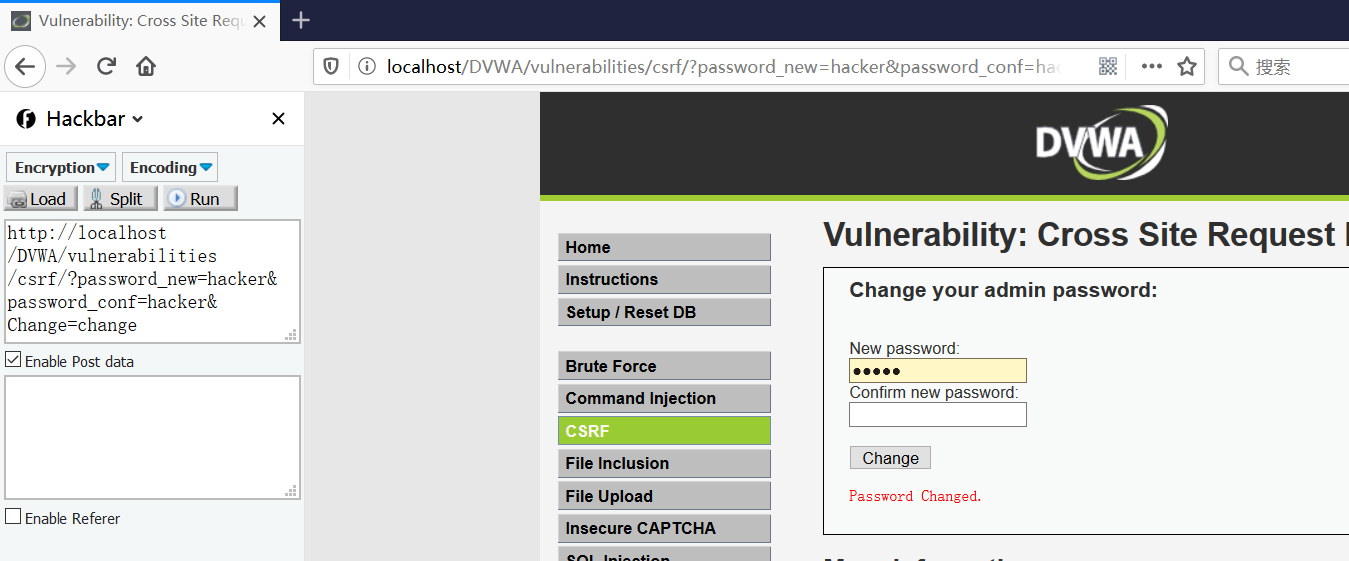 Vulnerability: Cross Site Requ
localhost/DVWA/vulnerabilities/csrf/?password_new=hacker&password_conf=hac
搜索
Hackbar
Encryption
Encoding
Load
Split
Run
http://localhost
/DVWA/vulnerabilities
/csrf/?password_new=hacker&
password_conf=hacker&
Change=change
Enable Post data
Enable Referer
DVWA
Home
Instructions
Setup / Reset DB
Brute Force
Command Injection
CSRF
File Inclusion
File Upload
Insecure CAPTCHA
SQL Injection
Vulnerability: Cross Site Request
Change your admin password:
New password:
Confirm new password:
Change
Password Changed.